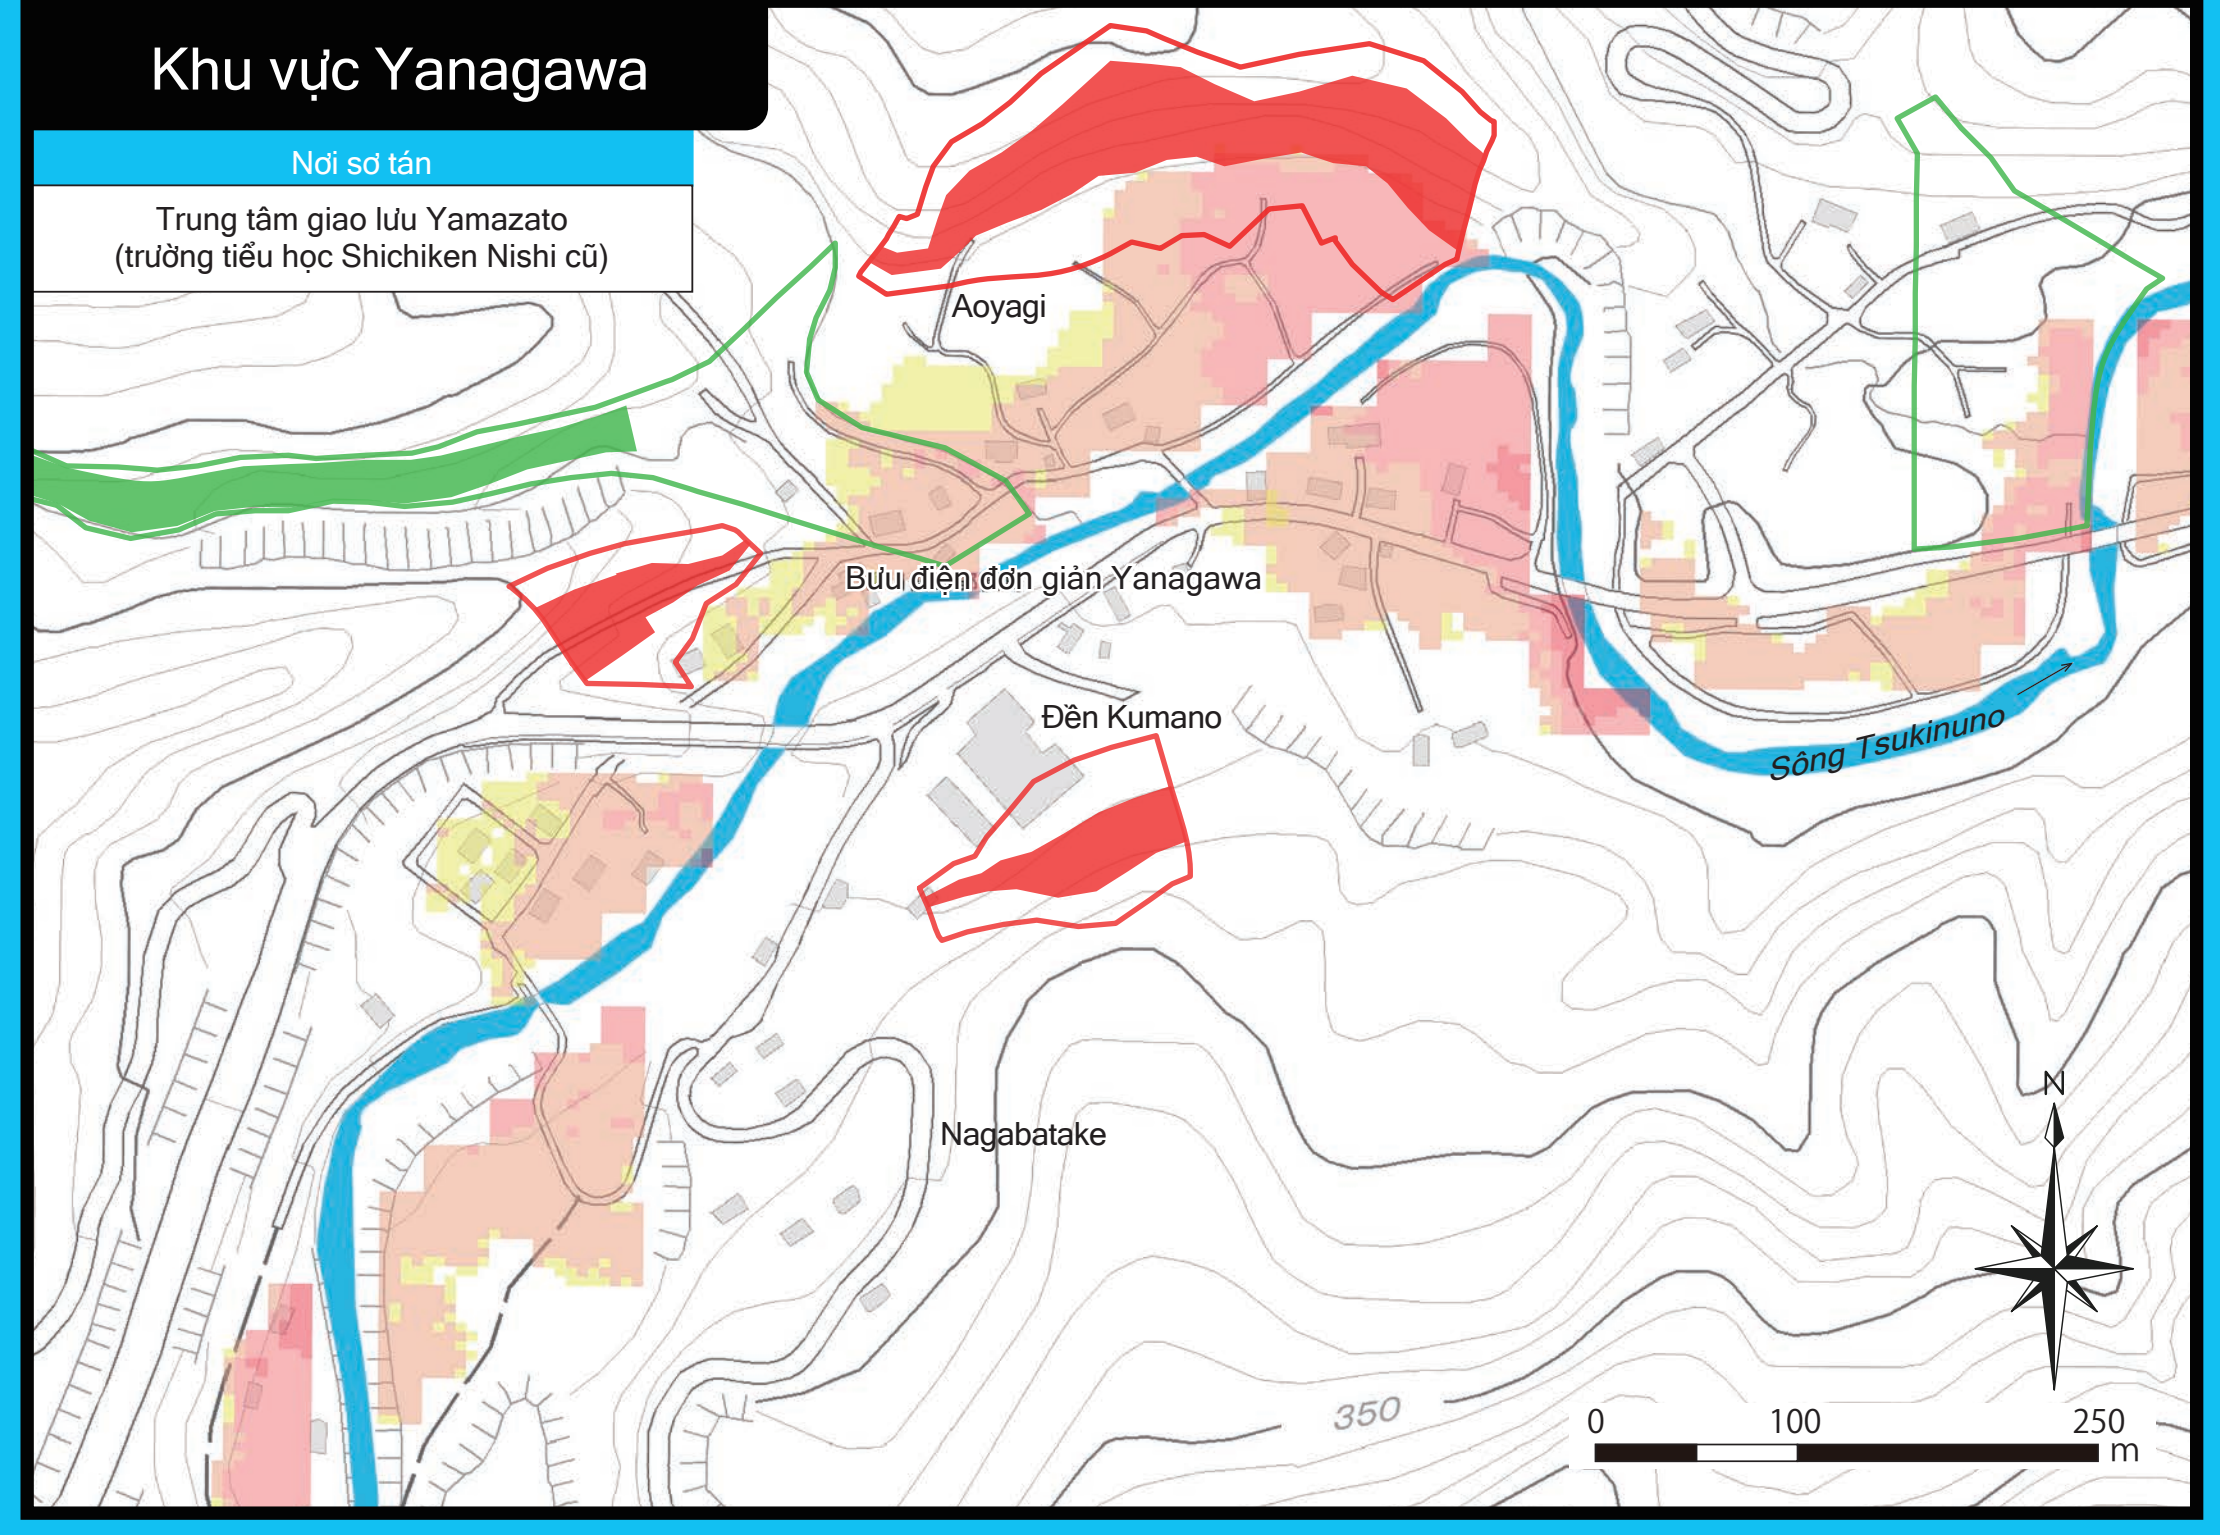 Khu vực Yanagawa
Nơi sơ tán
Trung tâm giao lưu Yamazato
(trường tiểu học Shichiken Nishi cũ)
Aoyagi
Bưu điện đơn giản Yanagawa
Đền Kumano
Sông Tsukinuno
Nagabatake
N
350
0 100 250
m